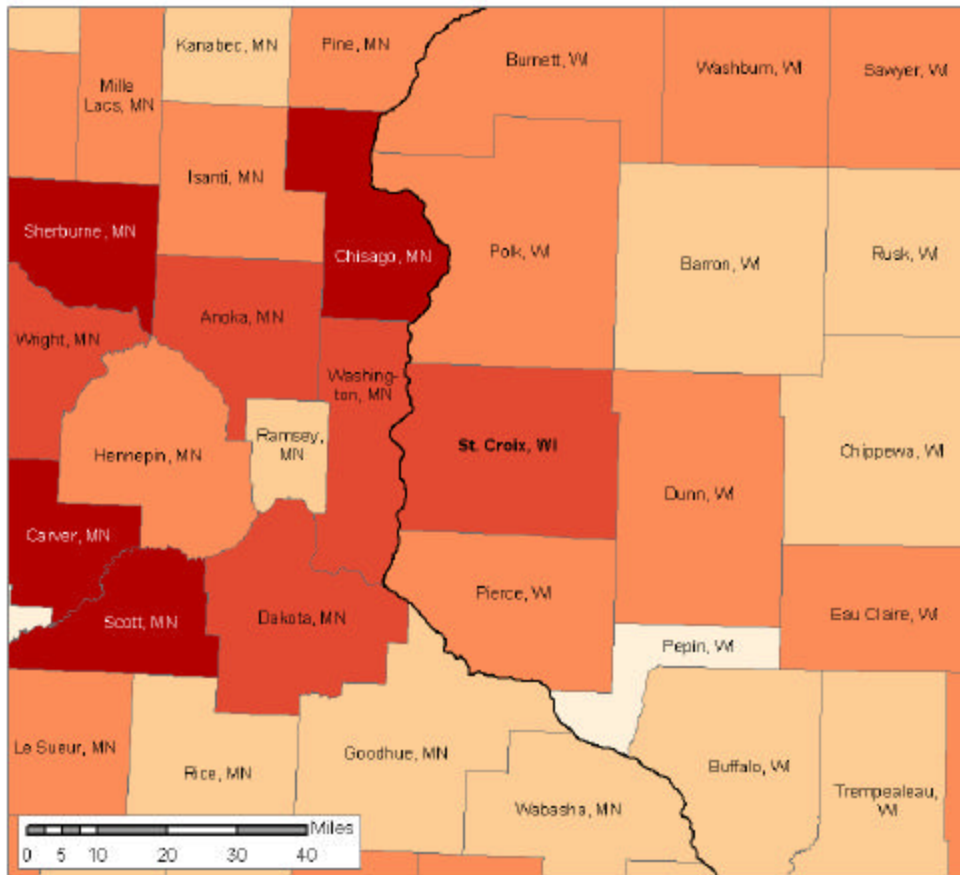 Kanabec, MN
Pine, MN
Burnett, WI
Washburn, WI
Sawyer, WI
Mille
Lacs, MN
Isanti, MN
Sherburne, MN
Chisago, MN
Polk, WI
Barron, WI
Rusk, WI
Wright, MN
Anoka, MN
Washing-
ton, MN
Hennepin, MN
Ramsey,
MN
St. Croix, WI
Dunn, WI
Chippewa, WI
Carver, MN
Scott, MN
Dakota, MN
Pierce, WI
Eau Claire, WI
Pepin, WI
Le Sueur, MN
Rice, MN
Goodhue, MN
Wabasha, MN
Buffalo, WI
Trempealeau,
WI
Miles
0 5 10 20 30 40